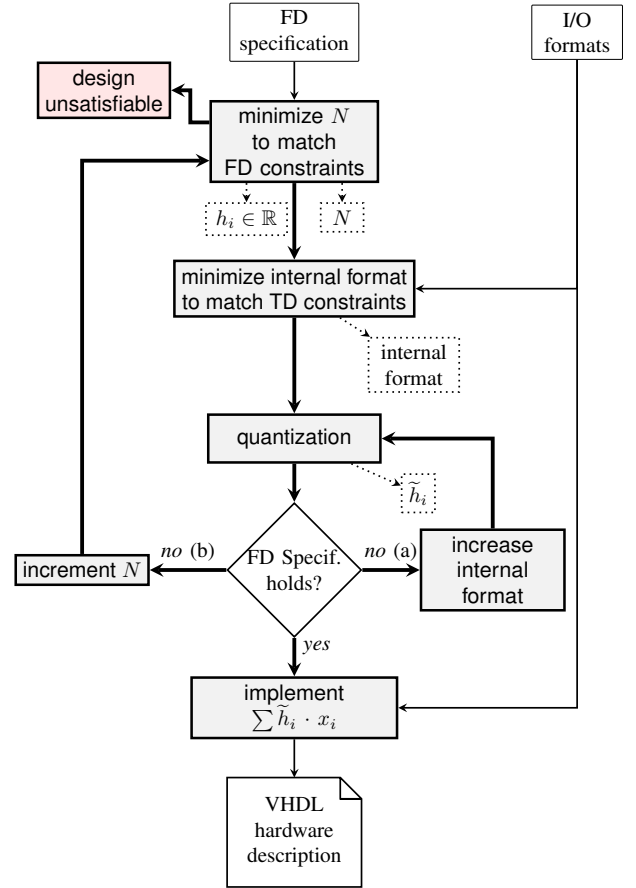 FD
specification
I/O
formats
design
unsatisfiable
minimize N
to match
FD constraints
h_i ∈ ℝ
N
minimize internal format
to match TD constraints
internal
format
quantization
h̃_i
no (b)
FD Specif.
holds?
no (a)
increment N
increase
internal
format
yes
implement
∑ h̃_i · x_i
VHDL
hardware
description